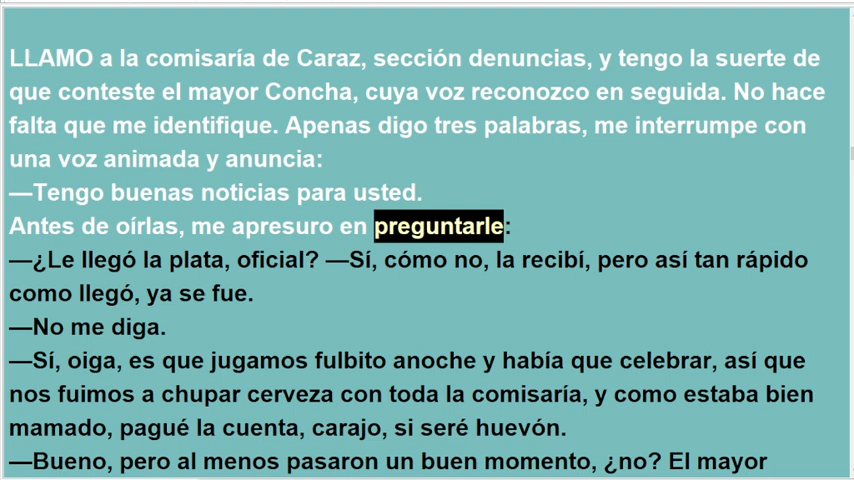 LLAMO a la comisaría de Caraz, sección denuncias, y tengo la suerte de
que conteste el mayor Concha, cuya voz reconozco en seguida. No hace
falta que me identifique. Apenas digo tres palabras, me interrumpe con
una voz animada y anuncia:
—Tengo buenas noticias para usted.
Antes de oírlas, me apresuro en preguntarle:
—¿Le llegó la plata, oficial? —Sí, cómo no, la recibí, pero así tan rápido
como llegó, ya se fue.
—No me diga.
—Sí, oiga, es que jugamos fulbito anoche y había que celebrar, así que
nos fuimos a chupar cerveza con toda la comisaría, y como estaba bien
mamado, pagué la cuenta, carajo, si seré huevón.
—Bueno, pero al menos pasaron un buen momento, ¿no? El mayor